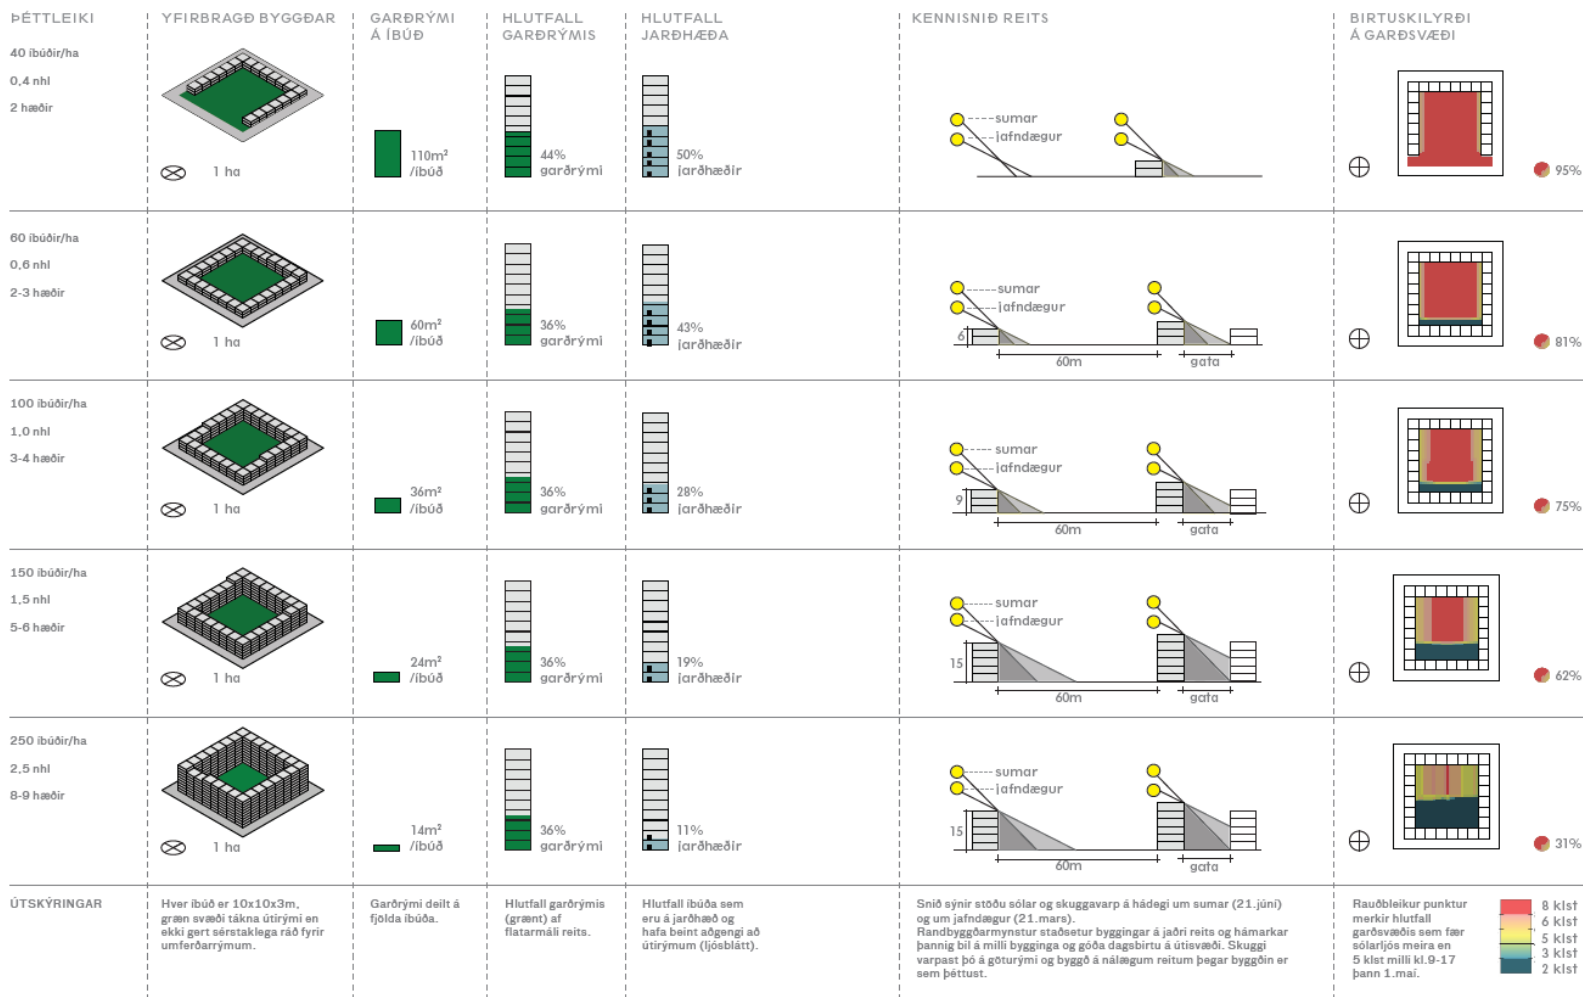 ÞÉTTLEIKI
YFIRBRAGÐ BYGGÐAR
GARÐRÝMI
Á ÍBÚÐ
HLUTFALL
GARÐRÝMIS
HLUTFALL
JARÐHÆÐA
KENNISNIÐ REITS
BIRTUSKILYRÐI
Á GARÐSVÆÐI
40 íbúðir/ha
0,4 nhl
2 hæðir
1 ha
110m²
/íbúð
44%
garðrými
50%
jarðhæðir
sumar
jafndægur
95%
60 íbúðir/ha
0,6 nhl
2-3 hæðir
1 ha
60m²
/íbúð
36%
garðrými
43%
jarðhæðir
sumar
jafndægur
6
60m
gata
81%
100 íbúðir/ha
1,0 nhl
3-4 hæðir
1 ha
36m²
/íbúð
36%
garðrými
28%
jarðhæðir
sumar
jafndægur
9
60m
gata
75%
150 íbúðir/ha
1,5 nhl
5-6 hæðir
1 ha
24m²
/íbúð
36%
garðrými
19%
jarðhæðir
sumar
jafndægur
15
60m
gata
62%
250 íbúðir/ha
2,5 nhl
8-9 hæðir
1 ha
14m²
/íbúð
36%
garðrými
11%
jarðhæðir
sumar
jafndægur
15
60m
gata
31%
ÚTSKÝRINGAR
Hver íbúð er 10x10x3m,
græn svæði tákna útirými en
ekki gert sérstaklega ráð fyrir
umferðarrýmum.
Garðrými deilt á
fjölda íbúða.
Hlutfall garðrýmis
(grænt) af
flatarmáli reits.
Hlutfall íbúða sem
eru á jarðhæð og
hafa beint aðgengi að
útirýmum (ljósblátt).
Snið sýnir stöðu sólar og skuggavarp á hádegi um sumar (21.júní)
og um jafndægur (21.mars).
Randbyggðarmynstur staðsetur byggingar á jaðri reits og hámarkar
þannig bil á milli bygginga og góða dagsbirtu á útisvæði. Skuggi
varpast þó á göturými og byggð á nálægum reitum þegar byggðin er
sem þéttust.
Rauðbleikur punktur
merkir hlutfall
garðsvæðis sem fær
sólarljós meira en
5 klst milli kl.9-17
þann 1.maí.
8 klst
6 klst
5 klst
3 klst
2 klst